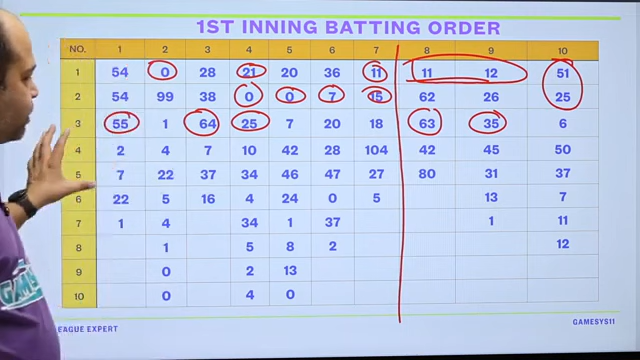 1ST INNING BATTING ORDER
NO. 1 2 3 4 5 6 7 8 9 10
1 54 0 28 21 20 36 11 11 12 51
2 54 99 38 0 0 7 15 62 26 25
3 55 1 64 25 7 20 18 63 35 6
4 2 4 7 10 42 28 104 42 45 50
5 7 22 37 34 46 47 27 80 31 37
6 22 5 16 4 24 0 5 13 7
7 1 4 34 1 37 1 11
8 1 5 8 2 12
9 0 2 13
10 0 4 0
GAMES
EAGUE EXPERT GAMESYS11